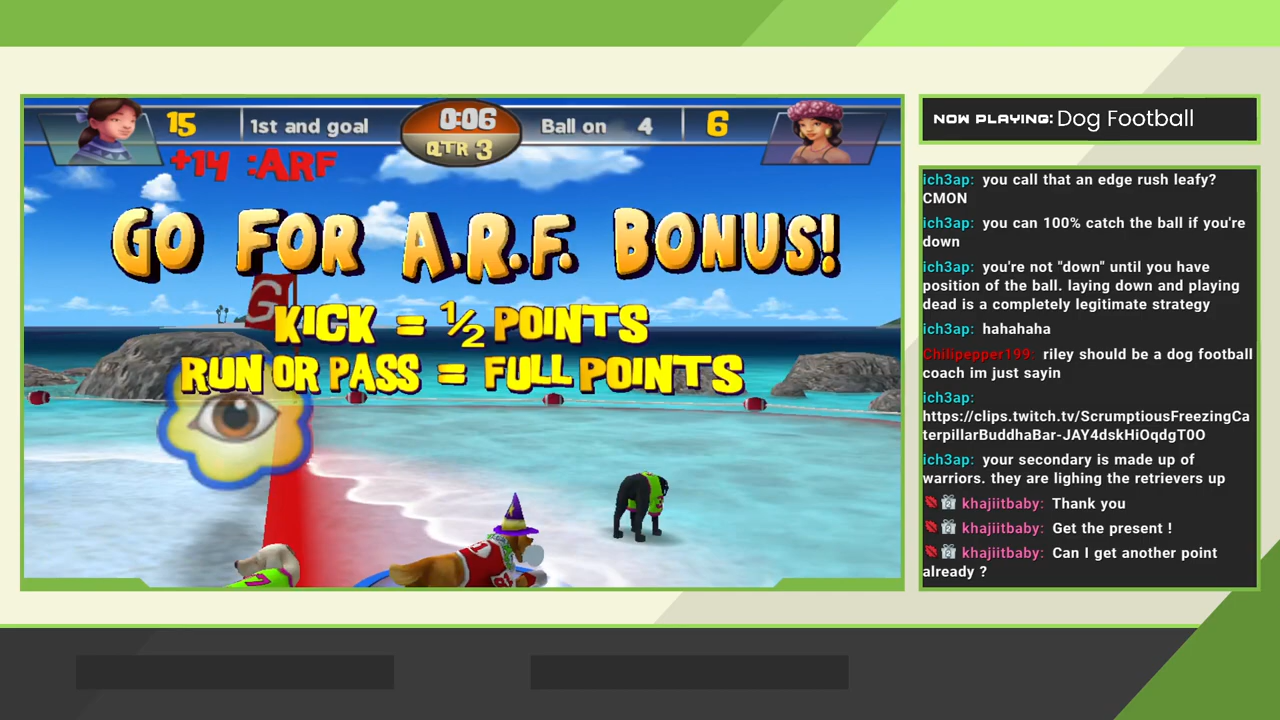 15 1st and goal 0:06 Ball on 4 6
QTR 3
+14 :ARF
GO FOR A.R.F. BONUS!
G
KICK = ½ POINTS
RUN OR PASS = FULL POINTS
NOW PLAYING: Dog Football
ich3ap: you call that an edge rush leafy?
CMON
ich3ap: you can 100% catch the ball if you're
down
ich3ap: you're not "down" until you have
position of the ball. laying down and playing
dead is a completely legitimate strategy
ich3ap: hahahaha
Chilipepper199: riley should be a dog football
coach im just sayin
ich3ap:
https://clips.twitch.tv/ScrumptiousFreezingCa
terpillarBuddhaBar-JAY4dskHiOqdgT0O
ich3ap: your secondary is made up of
warriors. they are lighing the retrievers up
khajiitbaby: Thank you
khajiitbaby: Get the present !
khajiitbaby: Can I get another point
already ?